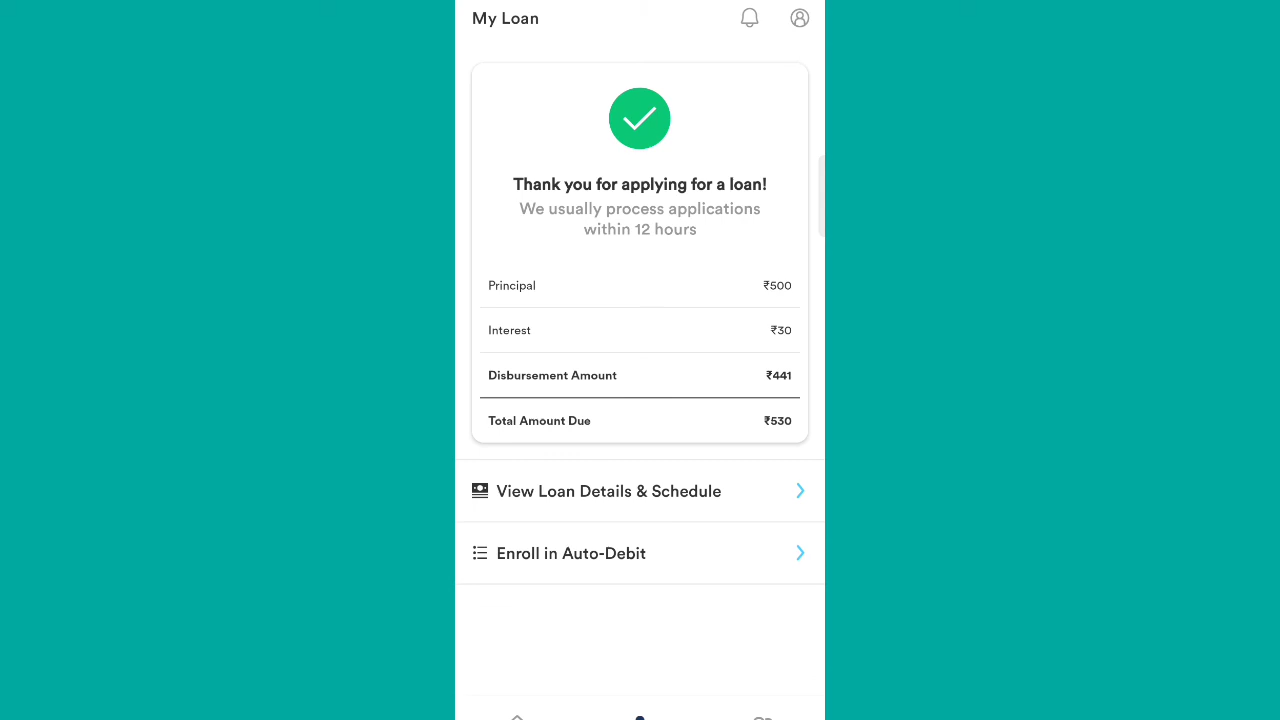 My Loan
Thank you for applying for a loan!
We usually process applications
within 12 hours
Principal ₹500
Interest ₹30
Disbursement Amount ₹441
Total Amount Due ₹530
View Loan Details & Schedule
Enroll in Auto-Debit